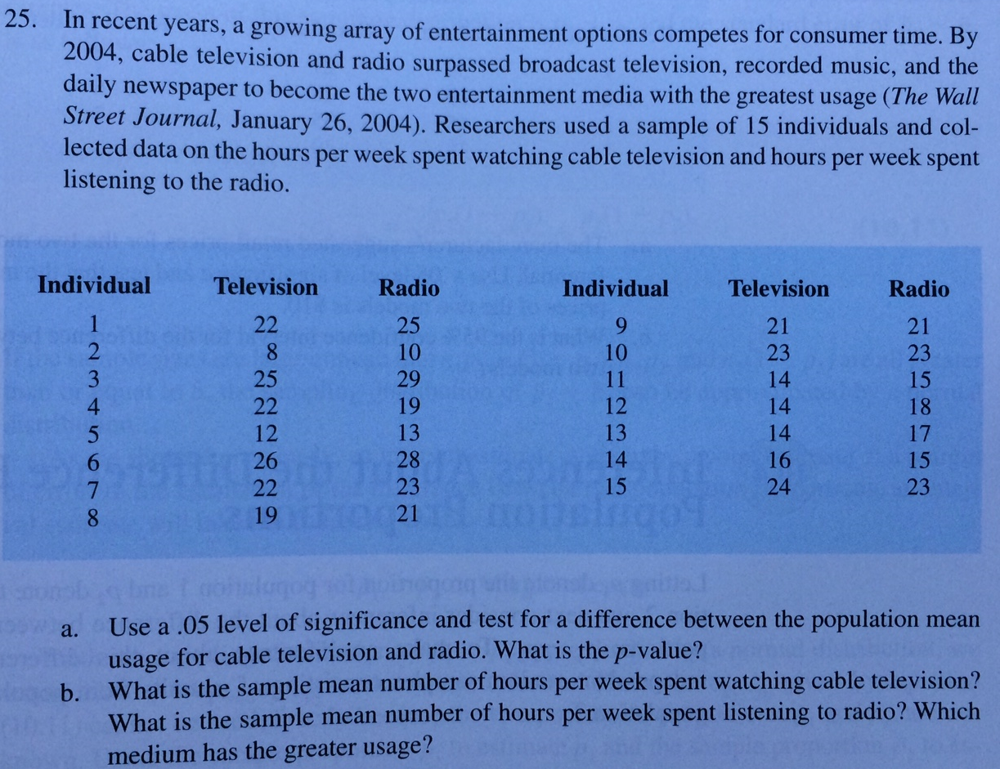 25. In recent years, a growing array of entertainment options competes for consumer time. By
2004, cable television and radio surpassed broadcast television, recorded music, and the
daily newspaper to become the two entertainment media with the greatest usage (The Wall
Street Journal, January 26, 2004). Researchers used a sample of 15 individuals and col-
lected data on the hours per week spent watching cable television and hours per week spent
listening to the radio.
Individual Television Radio Individual Television Radio
1 22 25 9 21 21
2 8 10 10 23 23
3 25 29 11 14 15
4 22 19 12 14 18
5 12 13 13 14 17
6 26 28 14 16 15
7 22 23 15 24 23
8 19 21
a. Use a .05 level of significance and test for a difference between the population mean
usage for cable television and radio. What is the p-value?
b. What is the sample mean number of hours per week spent watching cable television?
What is the sample mean number of hours per week spent listening to radio? Which
medium has the greater usage?